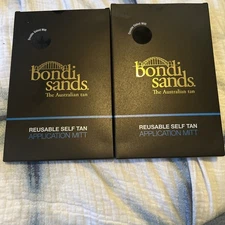 bondi
sands.
The Australian tan
REUSABLE SELF TAN
APPLICATION MITT
bondi
sands.
The Australian tan
REUSABLE SELF TAN
APPLICATION MITT